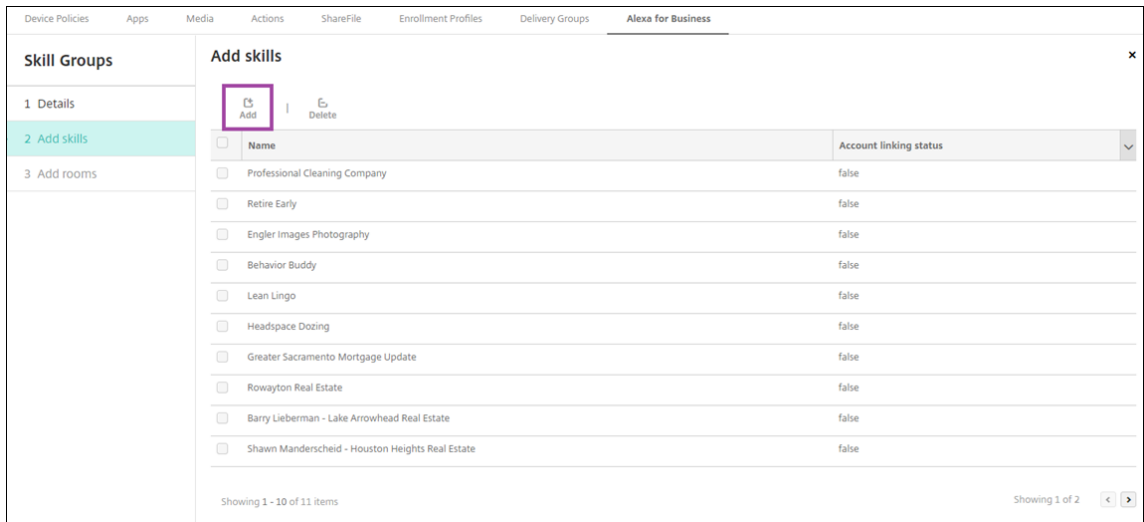 Device Policies Apps Media Actions ShareFile Enrollment Profiles Delivery Groups Alexa for Business
Skill Groups
1 Details
2 Add skills
3 Add rooms
Add skills
×
Add | Delete
Name Account linking status
Professional Cleaning Company false
Retire Early false
Engler Images Photography false
Behavior Buddy false
Lean Lingo false
Headspace Dozing false
Greater Sacramento Mortgage Update false
Rowayton Real Estate false
Barry Lieberman - Lake Arrowhead Real Estate false
Shawn Manderscheid - Houston Heights Real Estate false
Showing 1 - 10 of 11 items Showing 1 of 2 < >